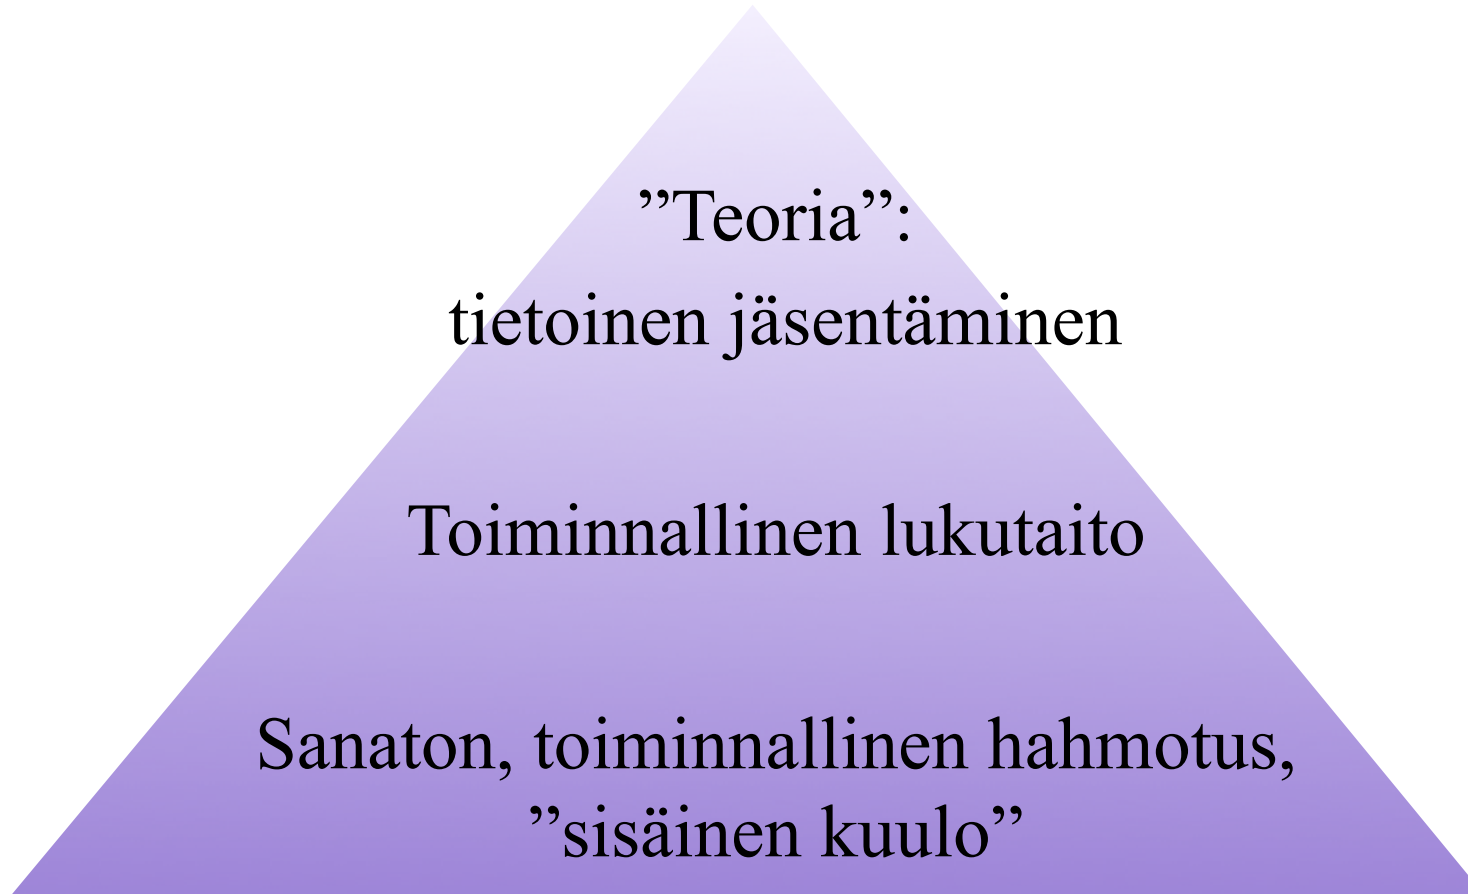 ”Teoria”:
tietoinen jäsentäminen
Toiminnallinen lukutaito
Sanaton, toiminnallinen hahmotus,
”sisäinen kuulo”